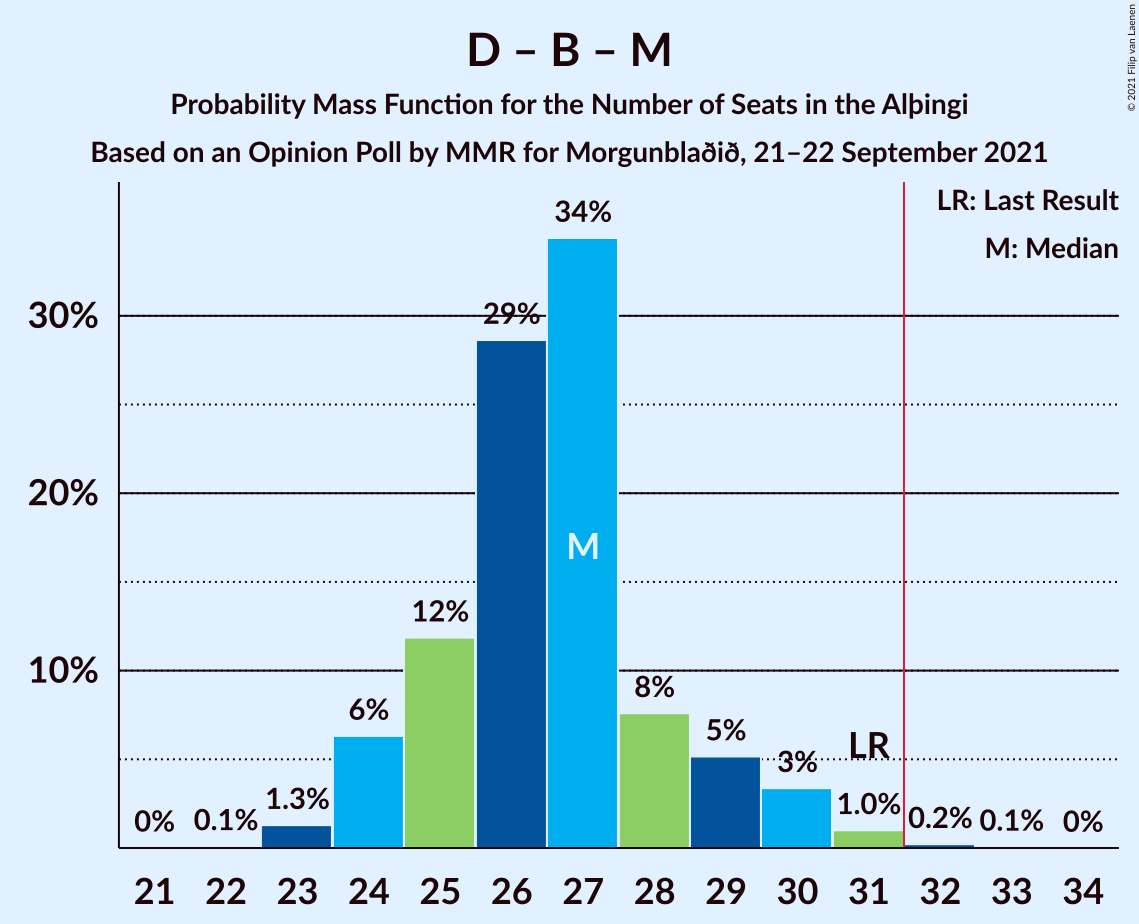 D – B – M
Probability Mass Function for the Number of Seats in the Alþingi
Based on an Opinion Poll by MMR for Morgunblaðið, 21–22 September 2021
© 2021 Filip van Laenen
LR: Last Result
M: Median
34%
30%
29%
20%
M
12%
10%
8%
6%
5%
LR
3%
0% 0.1% 1.3% 1.0% 0.2% 0.1% 0%
21 22 23 24 25 26 27 28 29 30 31 32 33 34